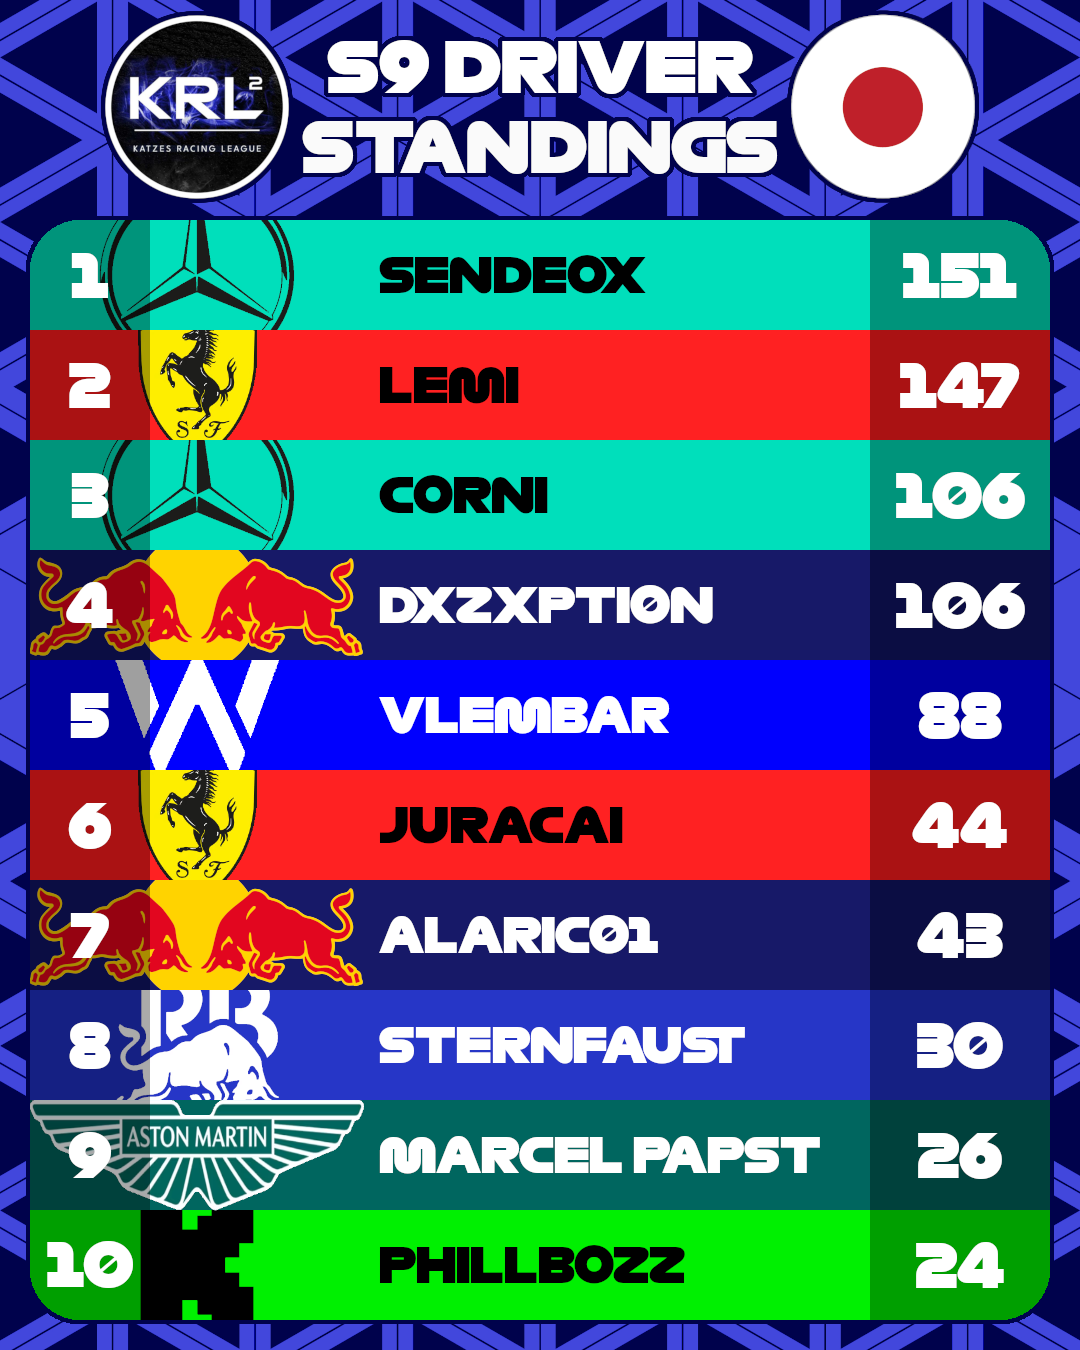 KRL²
KATZES RACING LEAGUE
S9 DRIVER
STANDINGS
1 SENDEOX 151
2 S F LEMI 147
3 CORNI 106
4 DXZXPTION 106
5 W VLEMBAR 88
6 S F JURACAI 44
7 ALARIC01 43
8 RB STERNFAUST 30
9 ASTON MARTIN MARCEL PAPST 26
10 K PHILLBOZZ 24